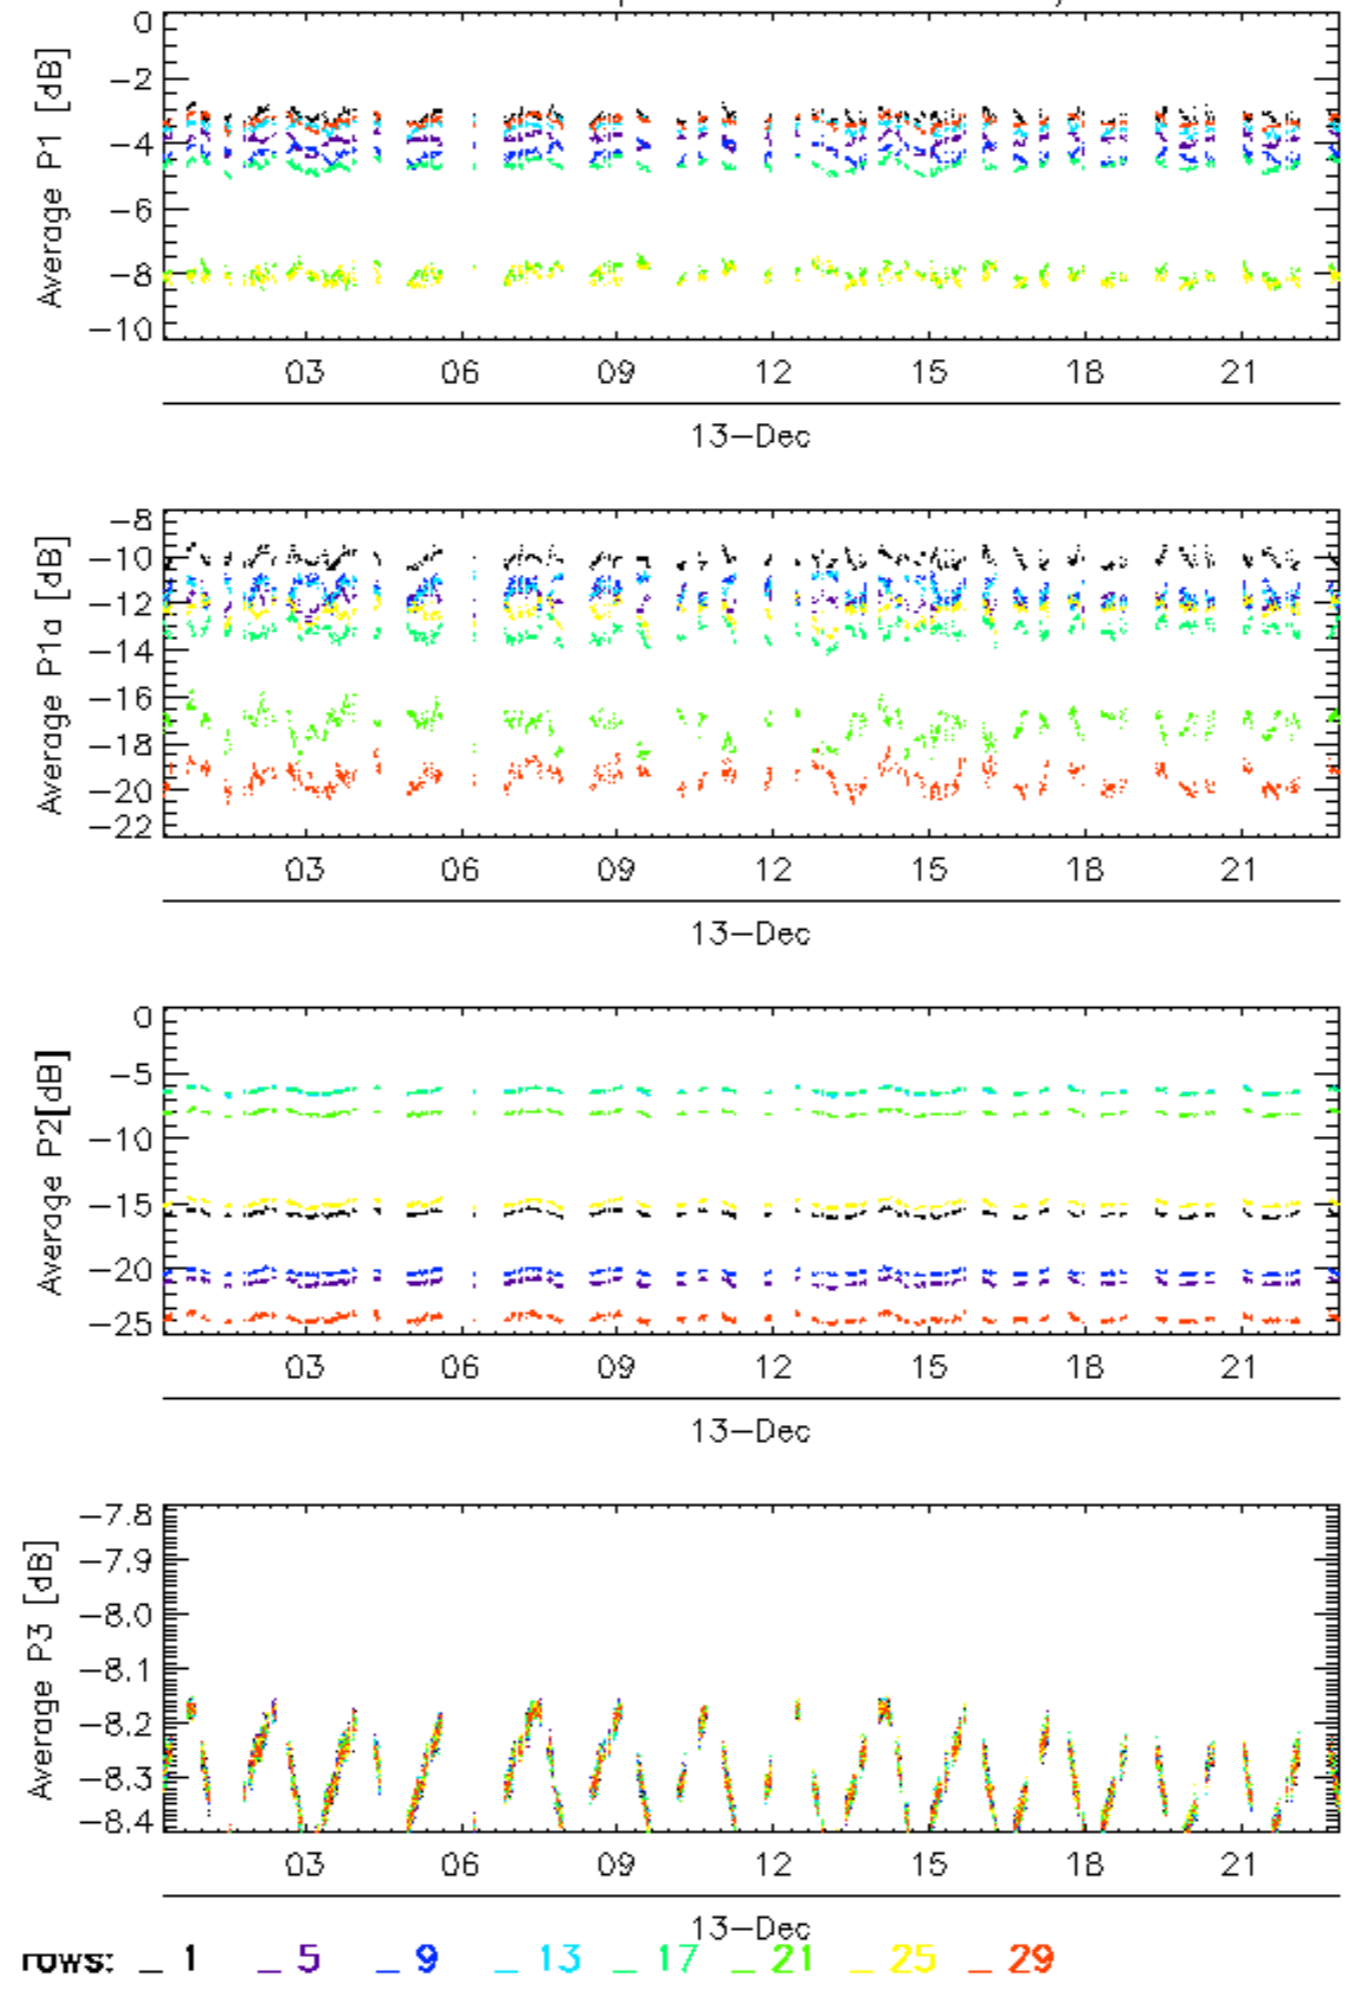 0
-2
-4
-6
-8
-10
Average P1 [dB]
03 06 09 12 15 18 21
13-Dec
-8
-10
-12
-14
-16
-18
-20
-22
Average P1a [dB]
03 06 09 12 15 18 21
13-Dec
0
-5
-10
-15
-20
-25
Average P2[dB]
03 06 09 12 15 18 21
13-Dec
-7.8
-7.9
-8.0
-8.1
-8.2
-8.3
-8.4
Average P3 [dB]
03 06 09 12 15 18 21
13-Dec
rows: _ 1 _ 5 _ 9 _ 13 _ 17 _ 21 _ 25 _ 29